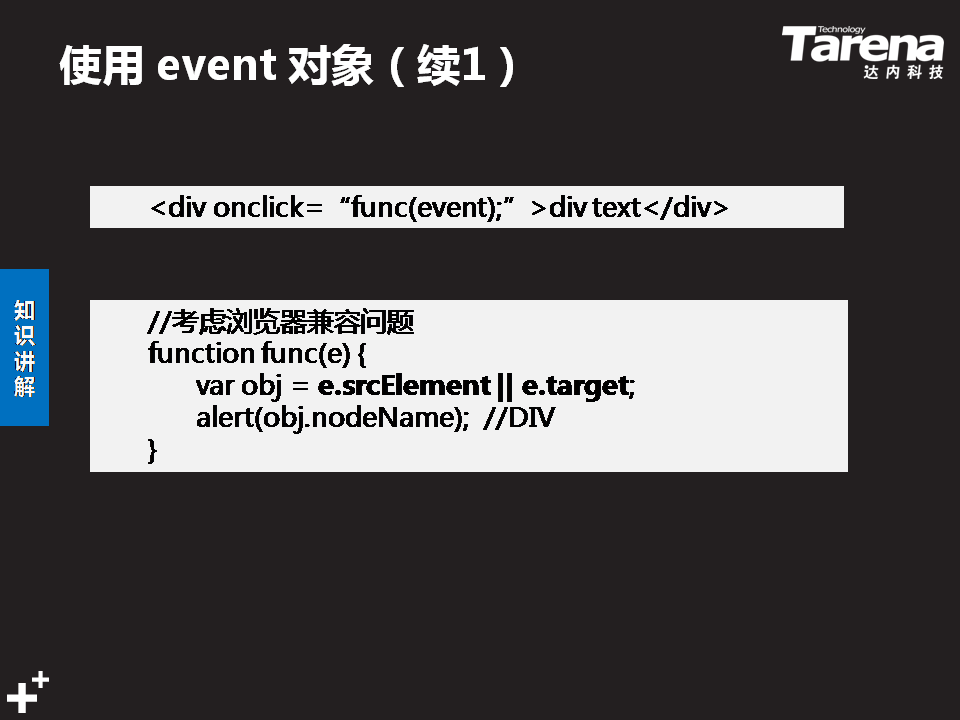 使用 event 对象（续1）
Technology
Tarena
达内科技
<div onclick= “func(event);” >div text</div>
知识讲解
//考虑浏览器兼容问题
function func(e) {
var obj = e.srcElement || e.target;
alert(obj.nodeName); //DIV
}